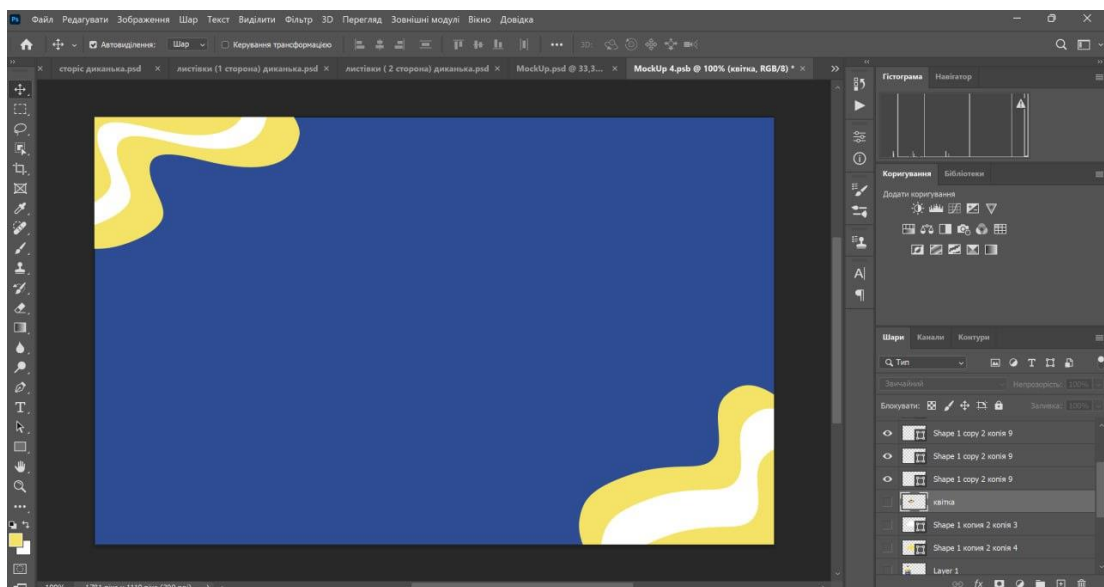 Ps Файл Редагувати Зображення Шар Текст Виділити Фільтр 3D Перегляд Зовнішні модулі Вікно Довідка
Автовиділення: Шар Керування трансформацією 3D:
сторіс диканька.psd × листівки (1 сторона) диканька.psd × листівки ( 2 сторона) диканька.psd × MockUp.psd @ 33,3... × MockUp 4.psb @ 100% (квітка, RGB/8) * ×
Гістограма Навігатор
Коригування Бібліотеки
Додати коригування
Шари Канали Контури
Тип
Звичайний Непрозорість: 100%
Блокувати: Заливка: 100%
Shape 1 copy 2 копія 9
Shape 1 copy 2 копія 9
Shape 1 copy 2 копія 9
квітка
Shape 1 копия 2 копія 3
Shape 1 копия 2 копія 4
Layer 1